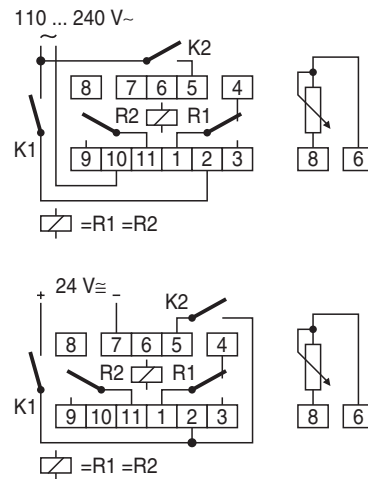 110 ... 240 V~
K2
8 7 6 5 4
R2 R1
K1
9 10 11 1 2 3
8 6
=R1 =R2
+ 24 V≅ −
K2
8 7 6 5 4
R2 R1
K1
9 10 11 1 2 3
8 6
=R1 =R2